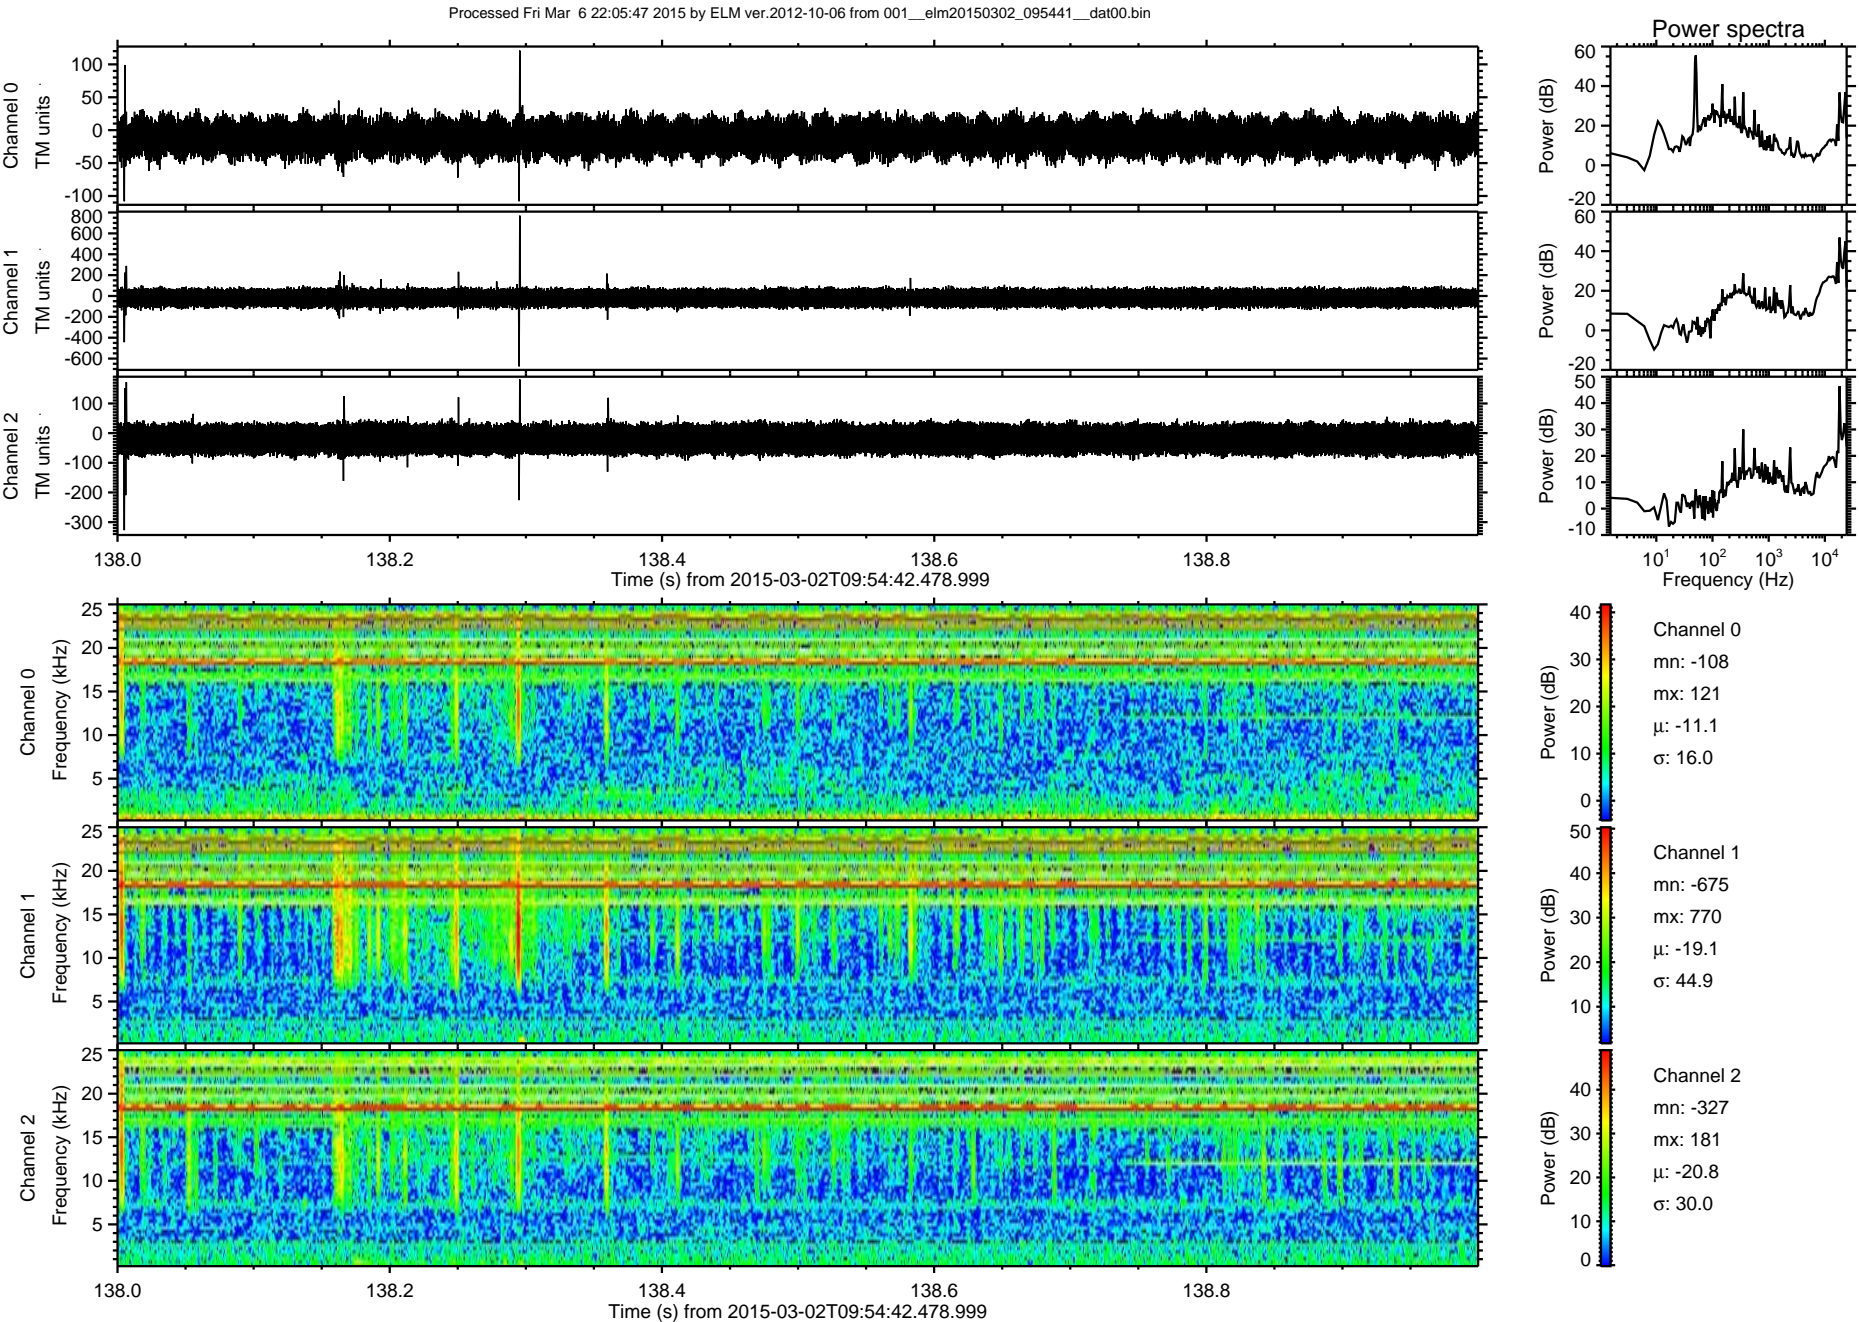 Processed Fri Mar  6 22:05:47 2015 by ELM ver.2012-10-06 from 001__elm20150302_095441__dat00.bin
Power spectra
Channel 0
TM units
100
50
0
-50
-100
Power (dB)
60
40
20
0
-20
Channel 1
TM units
800
600
400
200
0
-200
-400
-600
Power (dB)
60
40
20
0
-20
Channel 2
TM units
100
0
-100
-200
-300
Power (dB)
50
40
30
20
10
0
-10
138.0 138.2 138.4 138.6 138.8
Time (s) from 2015-03-02T09:54:42.478.999
10¹ 10² 10³ 10⁴
Frequency (Hz)
Channel 0
Frequency (kHz)
25
20
15
10
5
Power (dB)
40
30
20
10
0
Channel 0
mn: -108
mx: 121
μ: -11.1
σ: 16.0
Channel 1
Frequency (kHz)
25
20
15
10
5
Power (dB)
50
40
30
20
10
Channel 1
mn: -675
mx: 770
μ: -19.1
σ: 44.9
Channel 2
Frequency (kHz)
25
20
15
10
5
Power (dB)
40
30
20
10
0
Channel 2
mn: -327
mx: 181
μ: -20.8
σ: 30.0
138.0 138.2 138.4 138.6 138.8
Time (s) from 2015-03-02T09:54:42.478.999